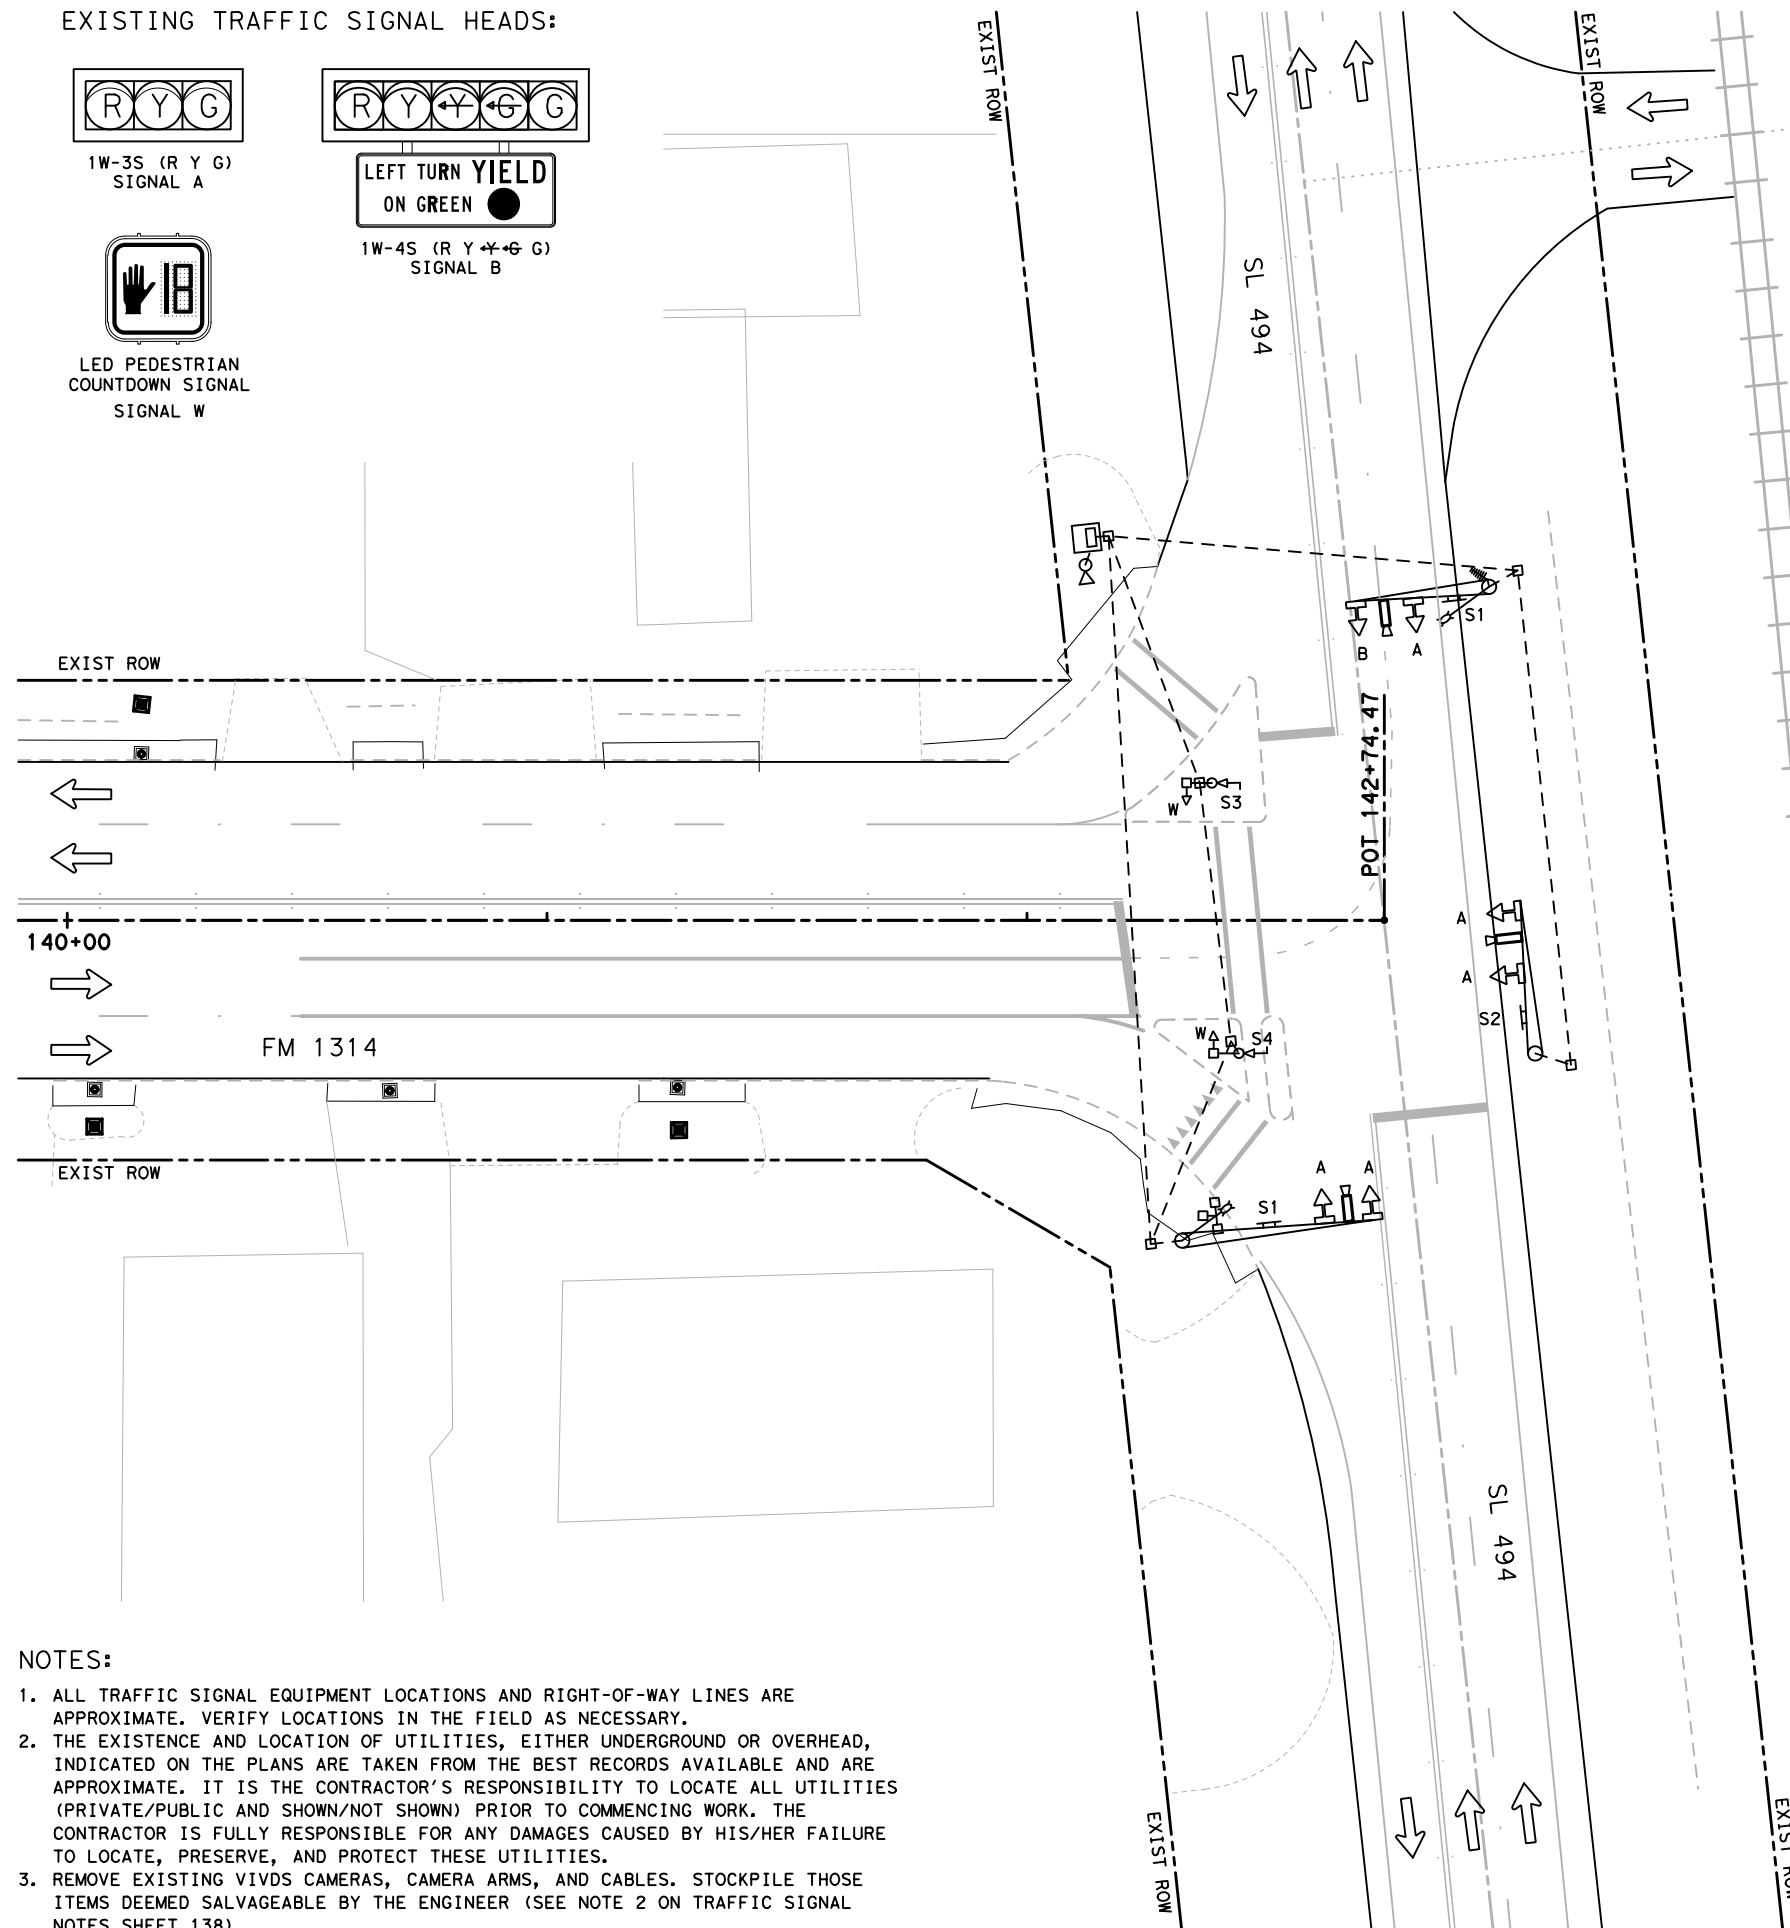 EXISTING TRAFFIC SIGNAL HEADS:
R Y G
1W-3S (R Y G)
SIGNAL A
R Y Y G G
LEFT TURN YIELD
ON GREEN
1W-4S (R Y Y G G)
SIGNAL B
18
LED PEDESTRIAN
COUNTDOWN SIGNAL
SIGNAL W
EXIST ROW
EXIST ROW
SL 494
S1
B
A
EXIST ROW
POT 142+74.47
W
S3
A
140+00
A
S2
W
S4
FM 1314
EXIST ROW
A
A
S1
SL 494
EXIST ROW
EXIST ROW
NOTES:
1. ALL TRAFFIC SIGNAL EQUIPMENT LOCATIONS AND RIGHT-OF-WAY LINES ARE
APPROXIMATE. VERIFY LOCATIONS IN THE FIELD AS NECESSARY.
2. THE EXISTENCE AND LOCATION OF UTILITIES, EITHER UNDERGROUND OR OVERHEAD,
INDICATED ON THE PLANS ARE TAKEN FROM THE BEST RECORDS AVAILABLE AND ARE
APPROXIMATE. IT IS THE CONTRACTOR'S RESPONSIBILITY TO LOCATE ALL UTILITIES
(PRIVATE/PUBLIC AND SHOWN/NOT SHOWN) PRIOR TO COMMENCING WORK. THE
CONTRACTOR IS FULLY RESPONSIBLE FOR ANY DAMAGES CAUSED BY HIS/HER FAILURE
TO LOCATE, PRESERVE, AND PROTECT THESE UTILITIES.
3. REMOVE EXISTING VIVDS CAMERAS, CAMERA ARMS, AND CABLES. STOCKPILE THOSE
ITEMS DEEMED SALVAGEABLE BY THE ENGINEER (SEE NOTE 2 ON TRAFFIC SIGNAL
NOTES SHEET 138)